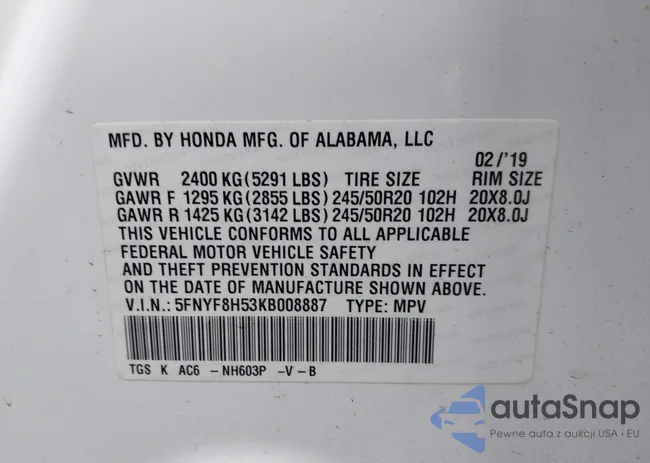 MFD. BY HONDA MFG. OF ALABAMA, LLC
02/'19
GVWR 2400 KG (5291 LBS) TIRE SIZE RIM SIZE
GAWR F 1295 KG (2855 LBS) 245/50R20 102H 20X8.0J
GAWR R 1425 KG (3142 LBS) 245/50R20 102H 20X8.0J
THIS VEHICLE CONFORMS TO ALL APPLICABLE
FEDERAL MOTOR VEHICLE SAFETY
AND THEFT PREVENTION STANDARDS IN EFFECT
ON THE DATE OF MANUFACTURE SHOWN ABOVE.
V.I.N.: 5FNYF8H53KB008887 TYPE: MPV
TGS K AC6 -NH603P -V-B
autaSnap
Pewne auta z aukcji USA i EU